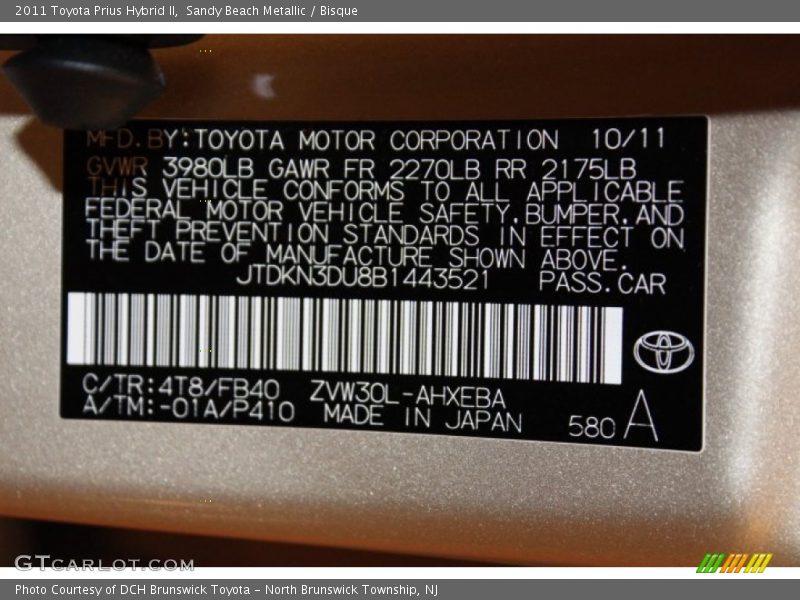 2011 Toyota Prius Hybrid II, Sandy Beach Metallic / Bisque
MFD.BY:TOYOTA MOTOR CORPORATION 10/11
GVWR 3980LB GAWR FR 2270LB RR 2175LB
THIS VEHICLE CONFORMS TO ALL APPLICABLE
FEDERAL MOTOR VEHICLE SAFETY,BUMPER,AND
THEFT PREVENTION STANDARDS IN EFFECT ON
THE DATE OF MANUFACTURE SHOWN ABOVE.
JTDKN3DU8B1443521 PASS.CAR
C/TR:4T8/FB40 ZVW30L-AHXEBA
A/TM:-01A/P410 MADE IN JAPAN 580 A
GTCARLOT.COM
Photo Courtesy of DCH Brunswick Toyota - North Brunswick Township, NJ